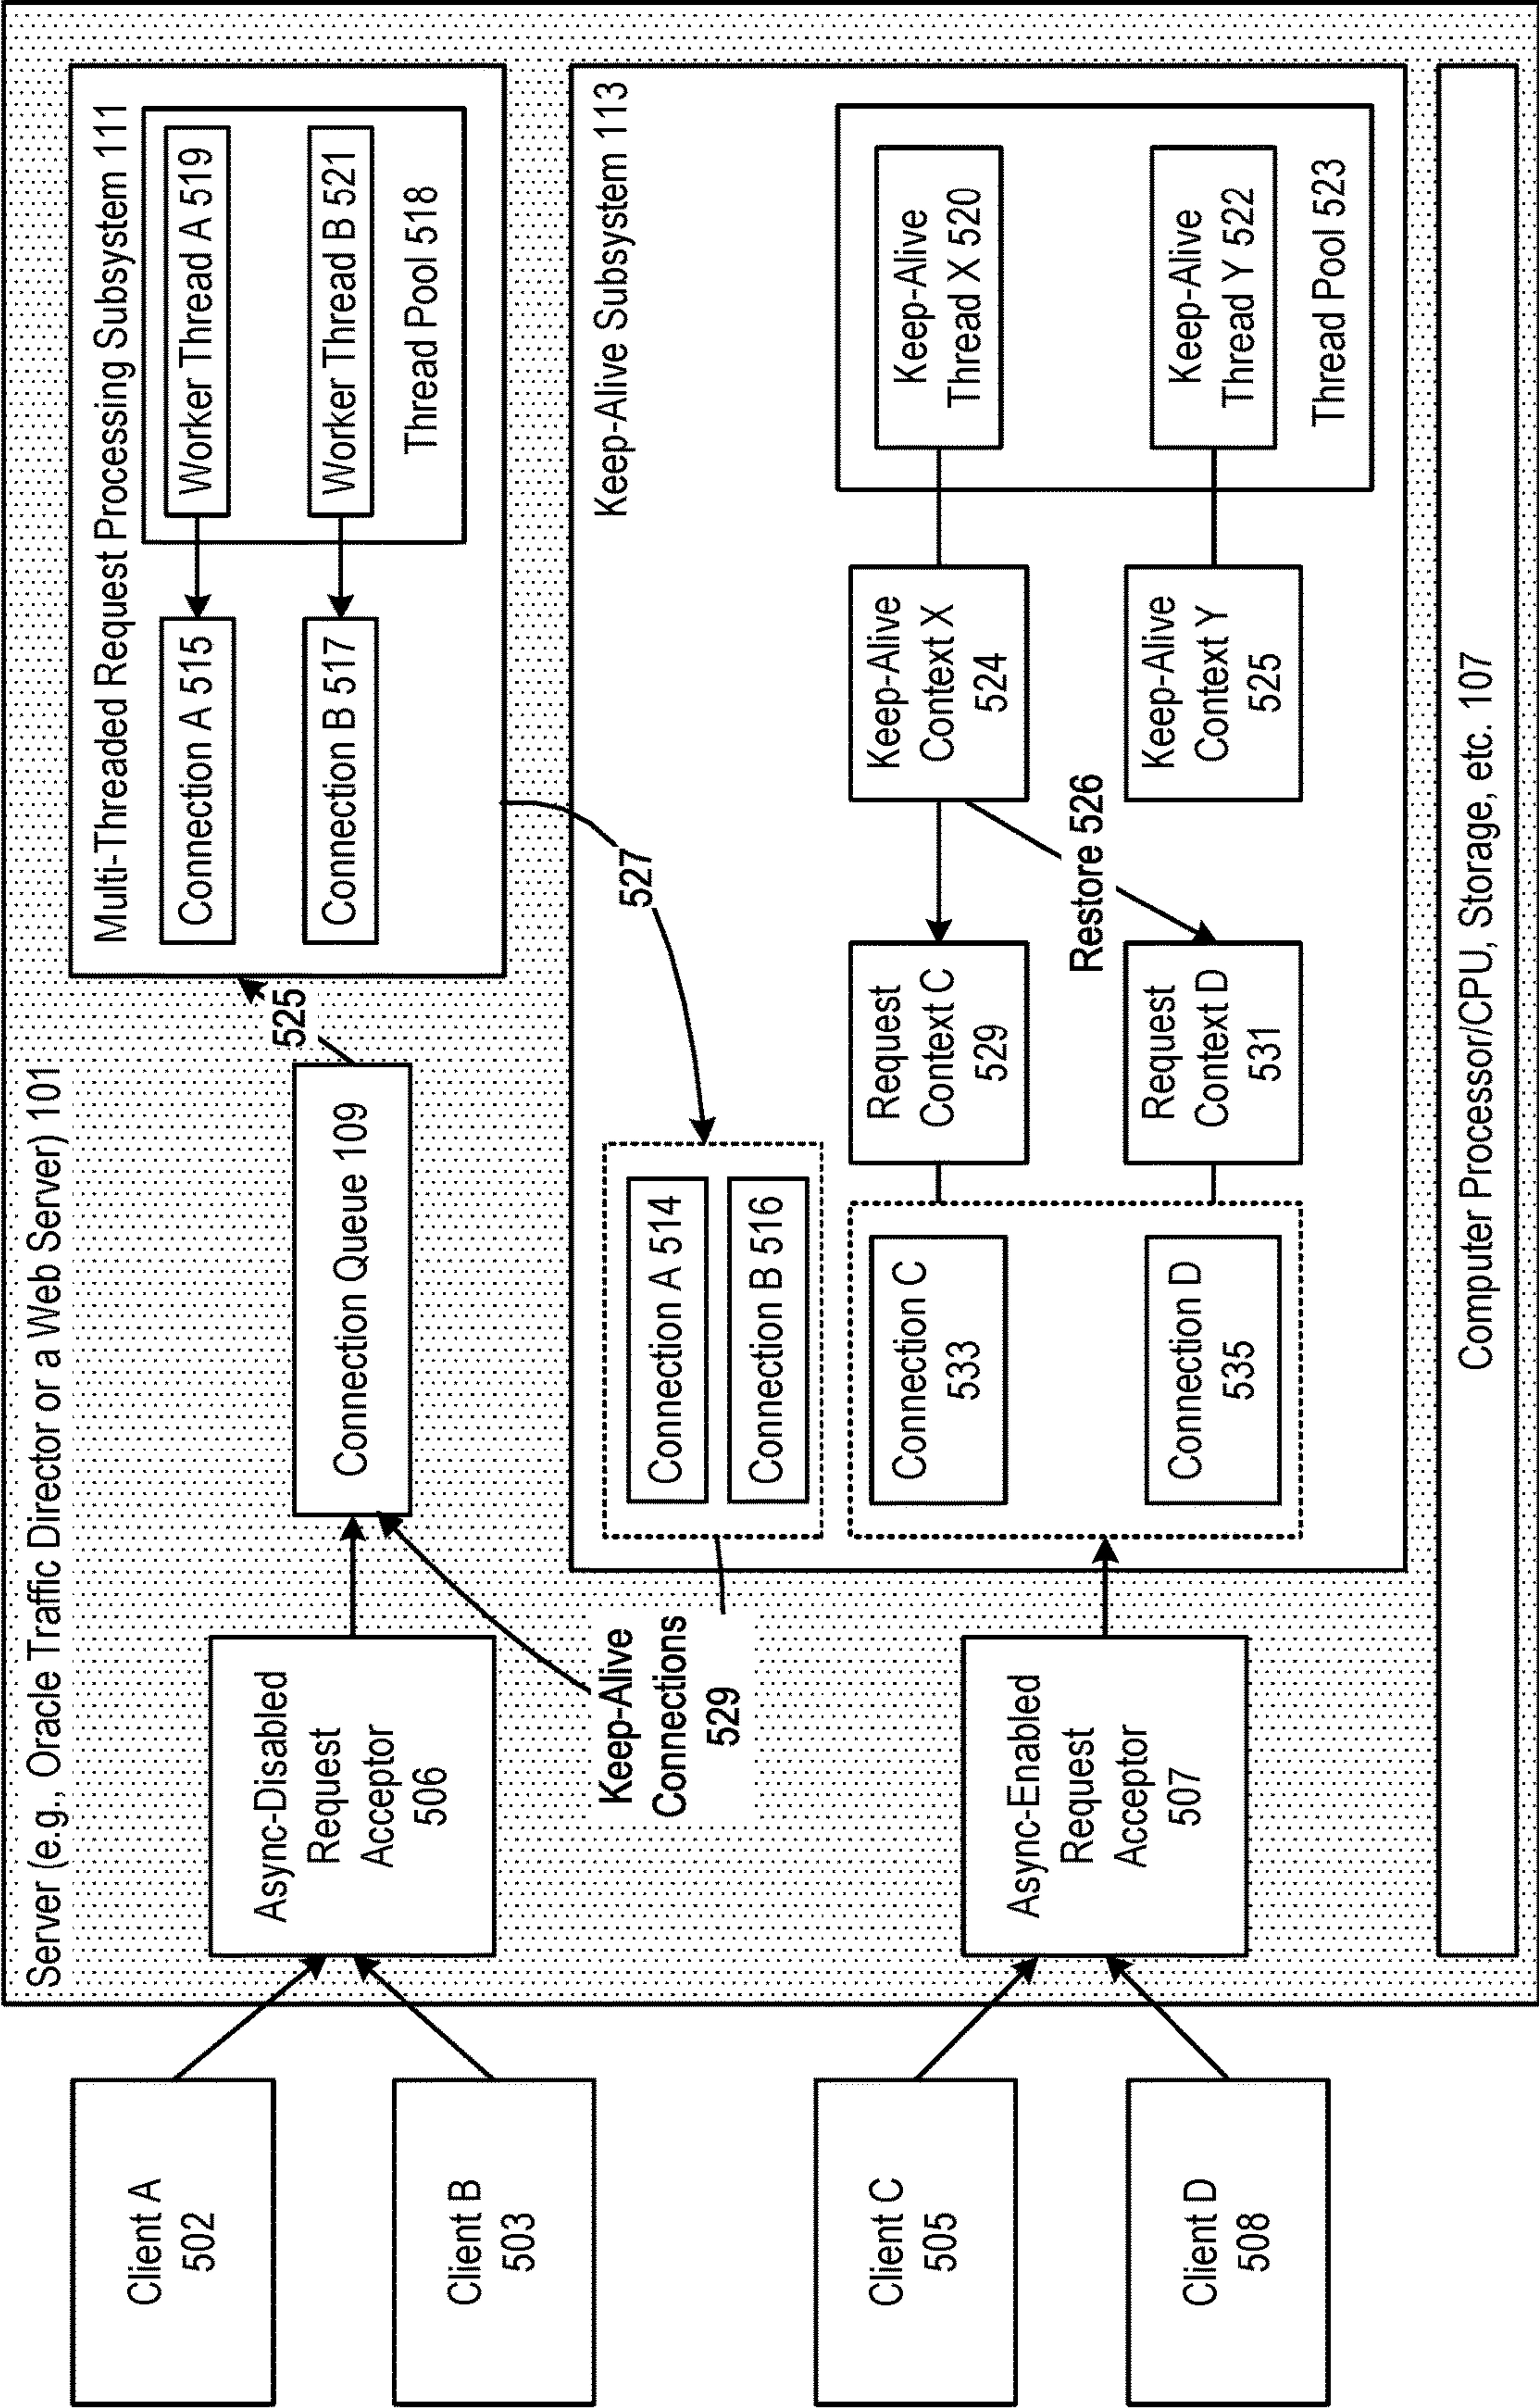 Server (e.g., Oracle Traffic Director or a Web Server) 101
Client A
502
Client B
503
Client C
505
Client D
508
Async-Disabled
Request
Acceptor
506
Connection Queue 109
525
Multi-Threaded Request Processing Subsystem 111
Connection A 515
Connection B 517
Worker Thread A 519
Worker Thread B 521
Thread Pool 518
527
Keep-Alive
Connections
529
Async-Enabled
Request
Acceptor
507
Keep-Alive Subsystem 113
Connection A 514
Connection B 516
Connection C
533
Connection D
535
Request
Context C
529
Request
Context D
531
Restore 526
Keep-Alive
Context X
524
Keep-Alive
Context Y
525
Keep-Alive
Thread X 520
Keep-Alive
Thread Y 522
Thread Pool 523
Computer Processor/CPU, Storage, etc. 107